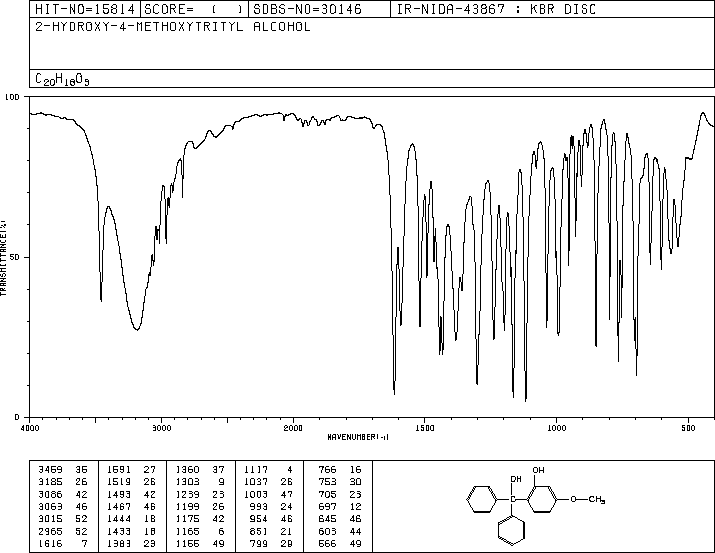 HIT-NO=15814 SCORE= ( ) SDBS-NO=30146 IR-NIDA-43867 : KBR DISC
2-HYDROXY-4-METHOXYTRITYL ALCOHOL
C20H18O3
100
50
0
TRANSMITTANCE(%)
4000 3000 2000 1500 1000 500
WAVENUMBER(-1)
3469 36 1591 27 1360 37 1117 4 766 16
3185 26 1519 26 1303 9 1037 26 753 30
3086 42 1493 42 1239 23 1003 47 705 23
3063 46 1467 46 1199 26 993 24 697 12
3015 52 1444 18 1175 42 954 46 645 46
2965 52 1433 18 1165 6 851 21 603 44
1616 7 1383 23 1155 49 799 29 566 49
OH OH
C O CH3